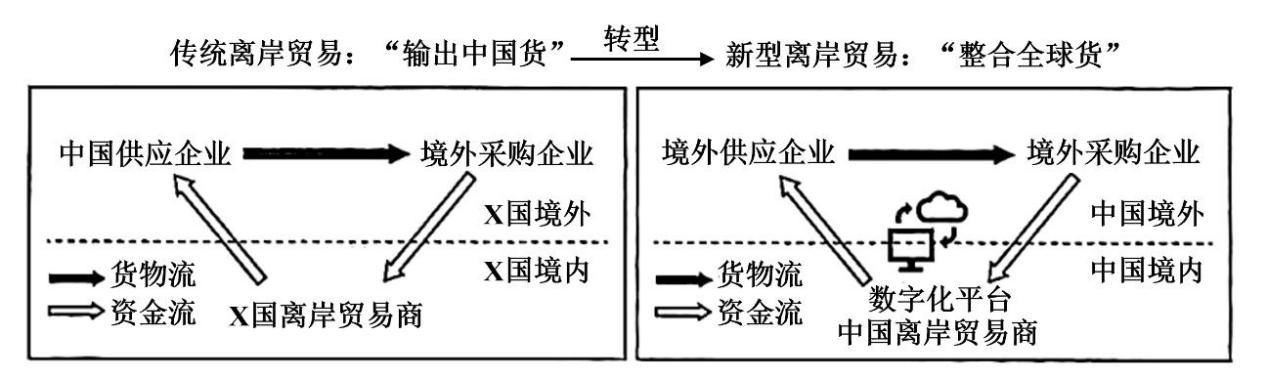 传统离岸贸易：“输出中国货” 转型 新型离岸贸易：“整合全球货”
中国供应企业 境外采购企业
X国境外
X国境内
货物流
资金流
X国离岸贸易商
境外供应企业 境外采购企业
中国境外
中国境内
货物流
资金流
数字化平台
中国离岸贸易商